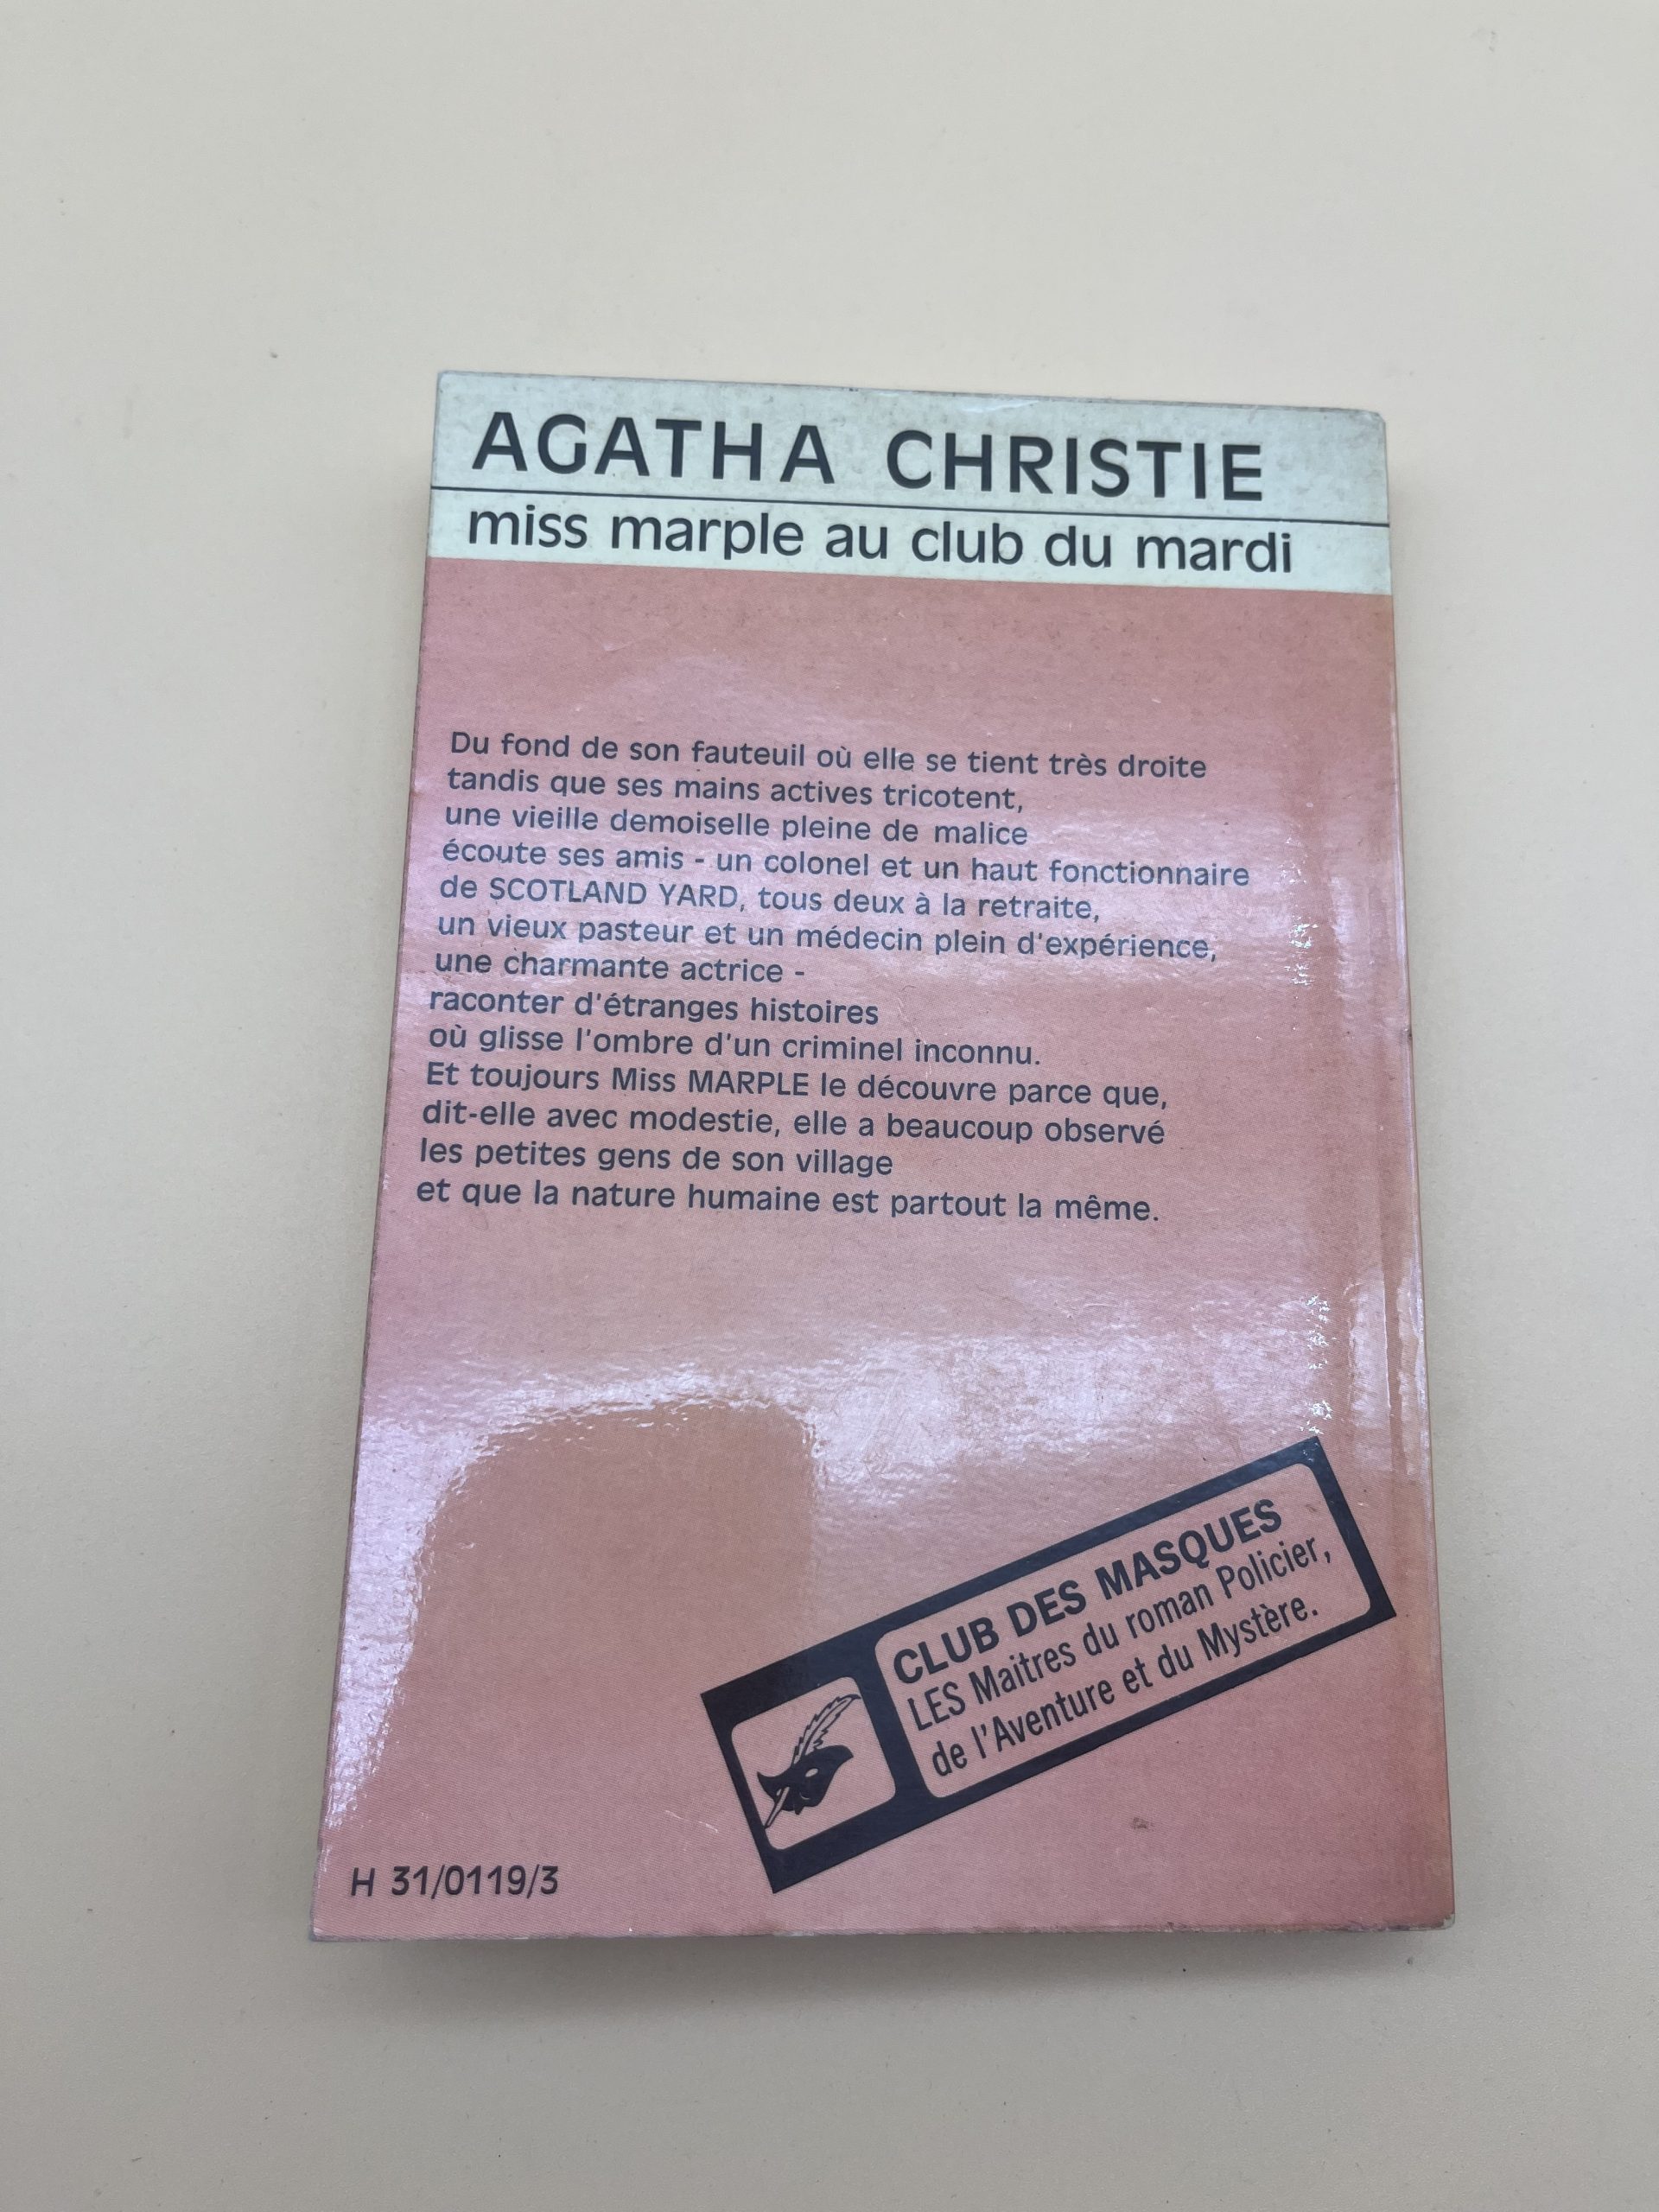 AGATHA CHRISTIE
miss marple au club du mardi
Du fond de son fauteuil où elle se tient très droite
tandis que ses mains actives tricotent,
une vieille demoiselle pleine de malice
écoute ses amis - un colonel et un haut fonctionnaire
de SCOTLAND YARD, tous deux à la retraite,
un vieux pasteur et un médecin plein d'expérience,
une charmante actrice -
raconter d'étranges histoires
où glisse l'ombre d'un criminel inconnu.
Et toujours Miss MARPLE le découvre parce que,
dit-elle avec modestie, elle a beaucoup observé
les petites gens de son village
et que la nature humaine est partout la même.
CLUB DES MASQUES
LES Maitres du roman Policier,
de l'Aventure et du Mystère.
H 31/0119/3